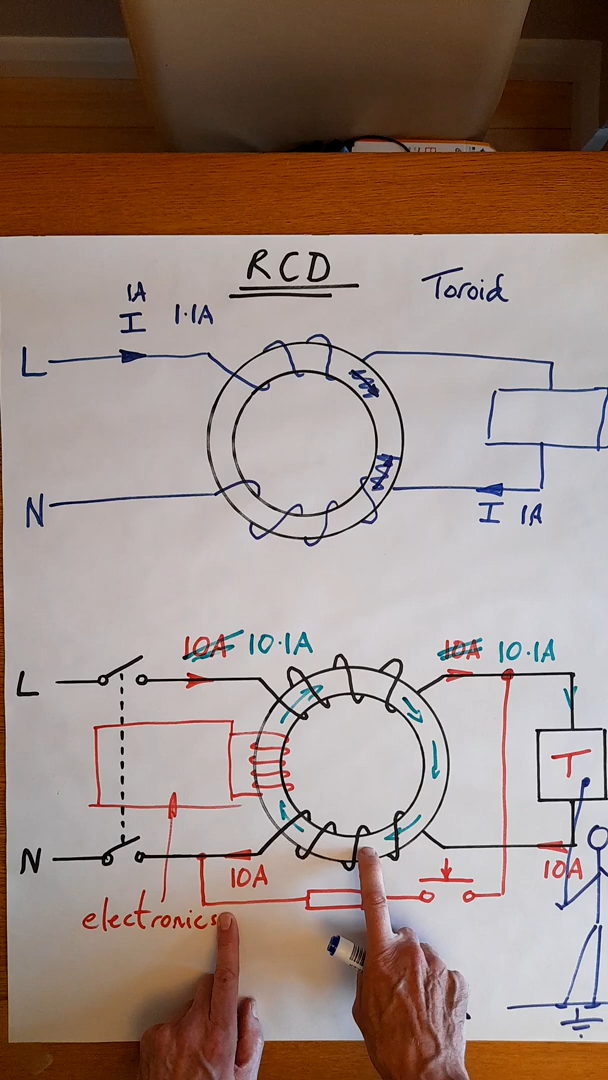 RCD
Toroid
1A
I 1.1A
L
N
I 1A
10A 10.1A
10A 10.1A
L
T
N
10A
10A
electronics